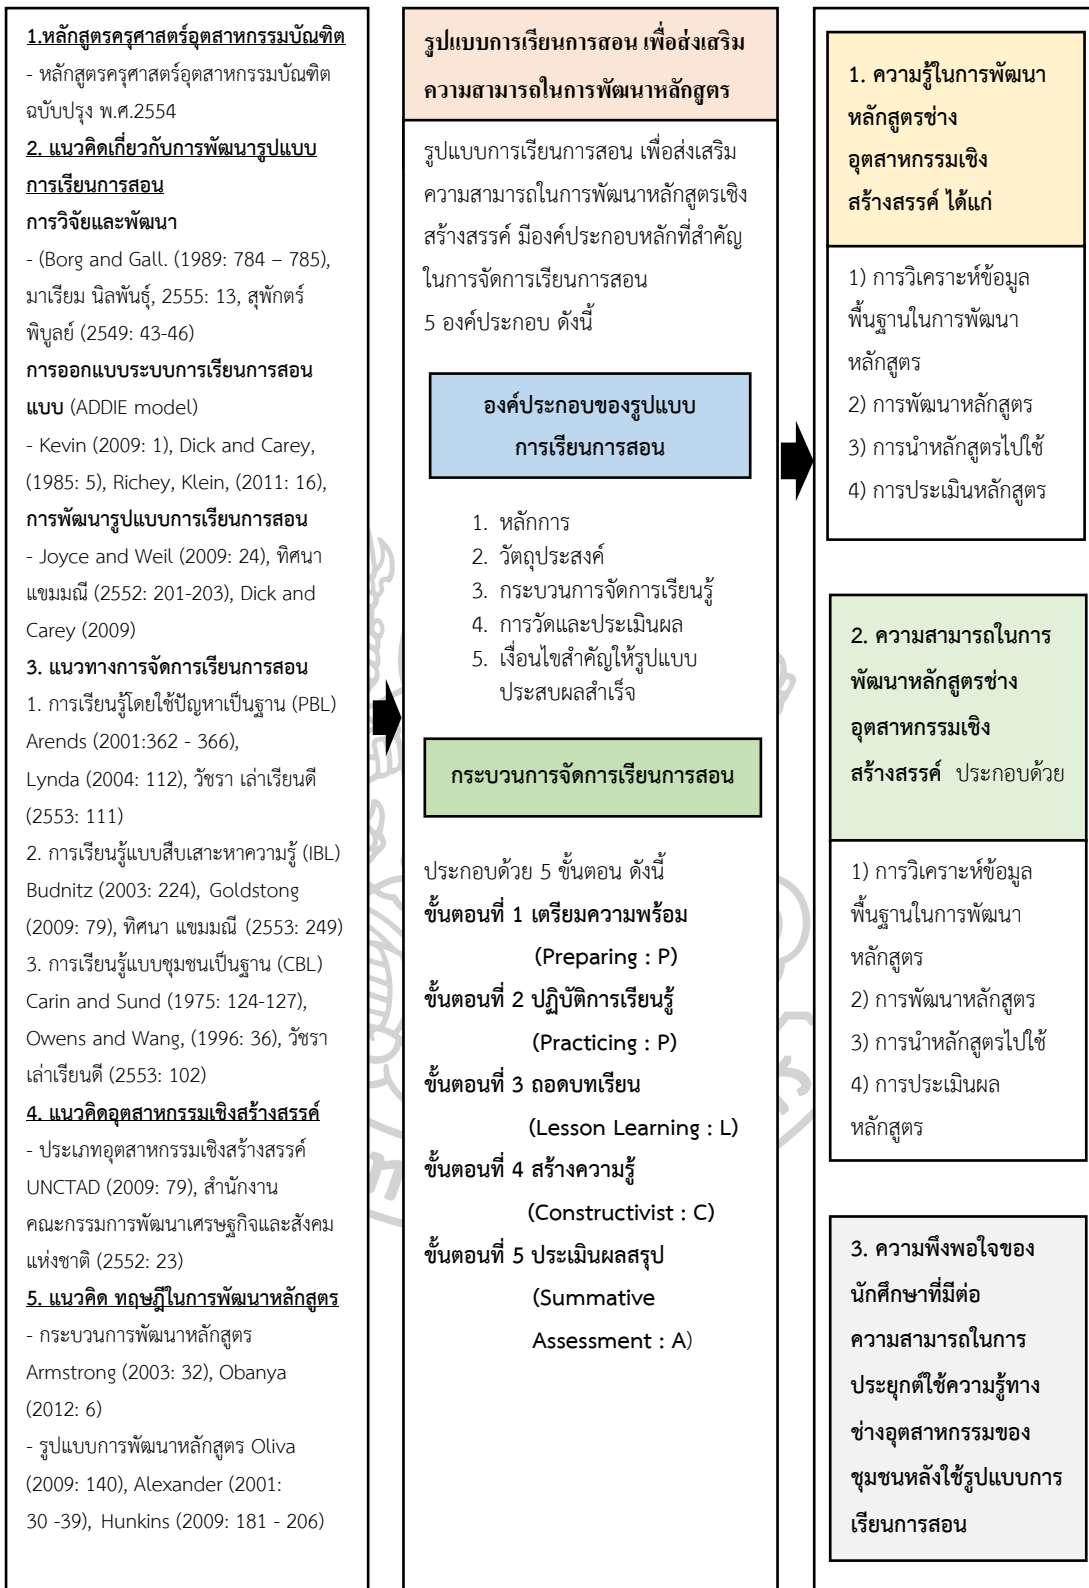 1.หลักสูตรครุศาสตร์อุตสาหกรรมบัณฑิต
- หลักสูตรครุศาสตร์อุตสาหกรรมบัณฑิต
ฉบับปรุง พ.ศ.2554
2. แนวคิดเกี่ยวกับการพัฒนารูปแบบ
การเรียนการสอน
การวิจัยและพัฒนา
- (Borg and Gall. (1989: 784 – 785),
มาเรียม นิลพันธุ์, 2555: 13, สุพักตร์
พิบูลย์ (2549: 43-46)
การออกแบบระบบการเรียนการสอน
แบบ (ADDIE model)
- Kevin (2009: 1), Dick and Carey,
(1985: 5), Richey, Klein, (2011: 16),
การพัฒนารูปแบบการเรียนการสอน
- Joyce and Weil (2009: 24), ทิศนา
แขมมณี (2552: 201-203), Dick and
Carey (2009)
3. แนวทางการจัดการเรียนการสอน
1. การเรียนรู้โดยใช้ปัญหาเป็นฐาน (PBL)
Arends (2001:362 - 366),
Lynda (2004: 112), วัชรา เล่าเรียนดี
(2553: 111)
2. การเรียนรู้แบบสืบเสาะหาความรู้ (IBL)
Budnitz (2003: 224), Goldstong
(2009: 79), ทิศนา แขมมณี (2553: 249)
3. การเรียนรู้แบบชุมชนเป็นฐาน (CBL)
Carin and Sund (1975: 124-127),
Owens and Wang, (1996: 36), วัชรา
เล่าเรียนดี (2553: 102)
4. แนวคิดอุตสาหกรรมเชิงสร้างสรรค์
- ประเภทอุตสาหกรรมเชิงสร้างสรรค์
UNCTAD (2009: 79), สำนักงาน
คณะกรรมการพัฒนาเศรษฐกิจและสังคม
แห่งชาติ (2552: 23)
5. แนวคิด ทฤษฎีในการพัฒนาหลักสูตร
- กระบวนการพัฒนาหลักสูตร
Armstrong (2003: 32), Obanya
(2012: 6)
- รูปแบบการพัฒนาหลักสูตร Oliva
(2009: 140), Alexander (2001:
30 -39), Hunkins (2009: 181 - 206)
รูปแบบการเรียนการสอน เพื่อส่งเสริม
ความสามารถในการพัฒนาหลักสูตร
รูปแบบการเรียนการสอน เพื่อส่งเสริม
ความสามารถในการพัฒนาหลักสูตรเชิง
สร้างสรรค์ มีองค์ประกอบหลักที่สำคัญ
ในการจัดการเรียนการสอน
5 องค์ประกอบ ดังนี้
องค์ประกอบของรูปแบบ
การเรียนการสอน
1. หลักการ
2. วัตถุประสงค์
3. กระบวนการจัดการเรียนรู้
4. การวัดและประเมินผล
5. เงื่อนไขสำคัญให้รูปแบบ
ประสบผลสำเร็จ
กระบวนการจัดการเรียนการสอน
ประกอบด้วย 5 ขั้นตอน ดังนี้
ขั้นตอนที่ 1 เตรียมความพร้อม
(Preparing : P)
ขั้นตอนที่ 2 ปฏิบัติการเรียนรู้
(Practicing : P)
ขั้นตอนที่ 3 ถอดบทเรียน
(Lesson Learning : L)
ขั้นตอนที่ 4 สร้างความรู้
(Constructivist : C)
ขั้นตอนที่ 5 ประเมินผลสรุป
(Summative
Assessment : A)
1. ความรู้ในการพัฒนา
หลักสูตรช่าง
อุตสาหกรรมเชิง
สร้างสรรค์ ได้แก่
1) การวิเคราะห์ข้อมูล
พื้นฐานในการพัฒนา
หลักสูตร
2) การพัฒนาหลักสูตร
3) การนำหลักสูตรไปใช้
4) การประเมินหลักสูตร
2. ความสามารถในการ
พัฒนาหลักสูตรช่าง
อุตสาหกรรมเชิง
สร้างสรรค์ ประกอบด้วย
1) การวิเคราะห์ข้อมูล
พื้นฐานในการพัฒนา
หลักสูตร
2) การพัฒนาหลักสูตร
3) การนำหลักสูตรไปใช้
4) การประเมินผล
หลักสูตร
3. ความพึงพอใจของ
นักศึกษาที่มีต่อ
ความสามารถในการ
ประยุกต์ใช้ความรู้ทาง
ช่างอุตสาหกรรมของ
ชุมชนหลังใช้รูปแบบการ
เรียนการสอน